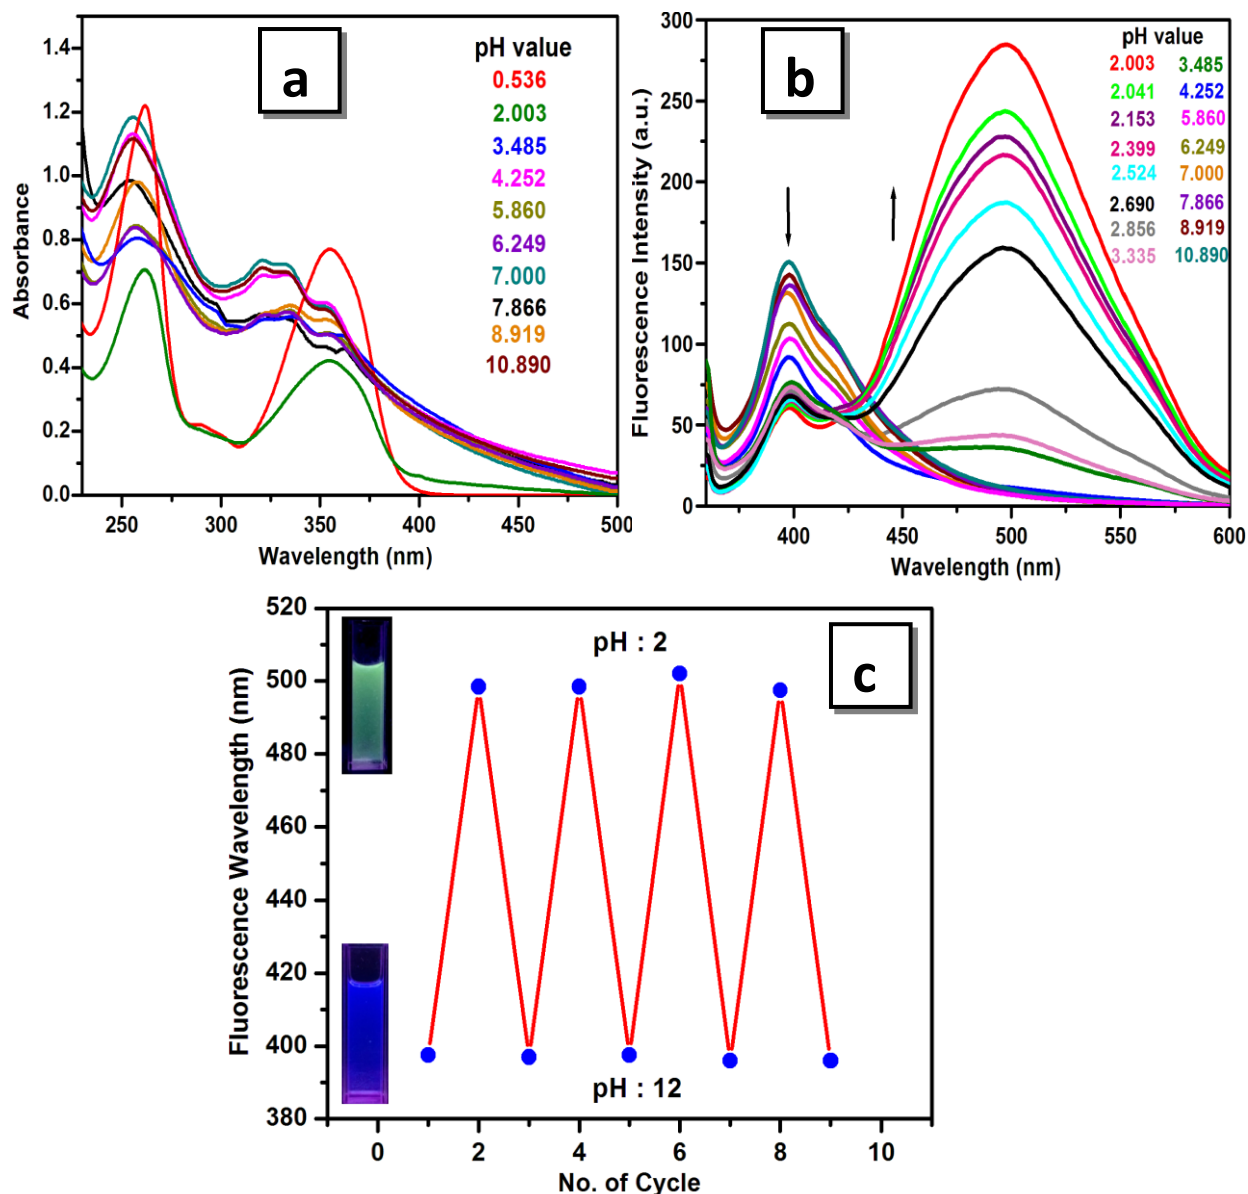 a
pH value
0.536
2.003
3.485
4.252
5.860
6.249
7.000
7.866
8.919
10.890
1.4
1.2
1.0
0.8
0.6
0.4
0.2
0.0
Absorbance
250 300 350 400 450 500
Wavelength (nm)
b
pH value
2.003 3.485
2.041 4.252
2.153 5.860
2.399 6.249
2.524 7.000
2.690 7.866
2.856 8.919
3.335 10.890
300
250
200
150
100
50
0
Fluorescence Intensity (a.u.)
400 450 500 550 600
Wavelength (nm)
c
pH : 2
pH : 12
520
500
480
460
440
420
400
380
Fluorescence Wavelength (nm)
0 2 4 6 8 10
No. of Cycle